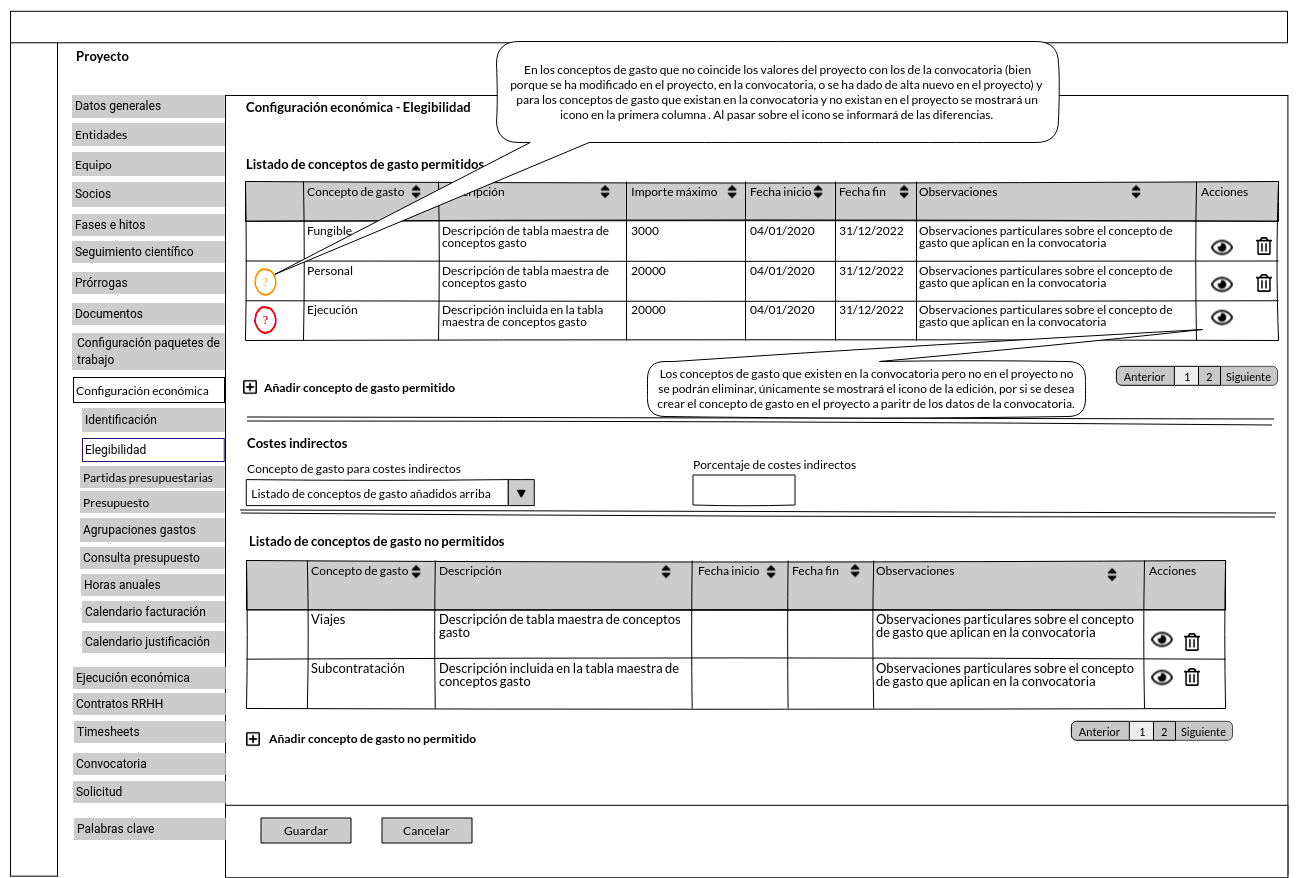 Proyecto
En los conceptos de gasto que no coincide los valores del proyecto con los de la convocatoria (bien
porque se ha modificado en el proyecto, en la convocatoria, o se ha dado de alta nuevo en el proyecto) y
para los conceptos de gasto que existan en la convocatoria y no existan en el proyecto se mostrará un
icono en la primera columna . Al pasar sobre el icono se informará de las diferencias.
Datos generales
Entidades
Equipo
Socios
Fases e hitos
Seguimiento científico
Prórrogas
Documentos
Configuración paquetes de
trabajo
Configuración económica
Identificación
Elegibilidad
Partidas presupuestarias
Presupuesto
Agrupaciones gastos
Consulta presupuesto
Horas anuales
Calendario facturación
Calendario justificación
Ejecución económica
Contratos RRHH
Timesheets
Convocatoria
Solicitud
Palabras clave
Configuración económica - Elegibilidad
Listado de conceptos de gasto permitidos
Concepto de gasto ripción Importe máximo Fecha inicio Fecha fin Observaciones Acciones
Fungible Descripción de tabla maestra de 3000 04/01/2020 31/12/2022 Observaciones particulares sobre el concepto de
conceptos gasto gasto que aplican en la convocatoria
? Personal Descripción de tabla maestra de 20000 04/01/2020 31/12/2022 Observaciones particulares sobre el concepto de
conceptos gasto gasto que aplican en la convocatoria
? Ejecución Descripción incluida en la tabla 20000 04/01/2020 31/12/2022 Observaciones particulares sobre el concepto de
maestra de conceptos gasto gasto que aplican en la convocatoria
Los conceptos de gasto que existen en la convocatoria pero no en el proyecto no
se podrán eliminar, únicamente se mostrará el icono de la edición, por si se desea
crear el concepto de gasto en el proyecto a paritr de los datos de la convocatoria.
Anterior 1 2 Siguiente
Añadir concepto de gasto permitido
Costes indirectos
Concepto de gasto para costes indirectos Porcentaje de costes indirectos
Listado de conceptos de gasto añadidos arriba
Listado de conceptos de gasto no permitidos
Concepto de gasto Descripción Fecha inicio Fecha fin Observaciones Acciones
Viajes Descripción de tabla maestra de conceptos Observaciones particulares sobre el concepto
gasto de gasto que aplican en la convocatoria
Subcontratación Descripción incluida en la tabla maestra de Observaciones particulares sobre el concepto
conceptos gasto de gasto que aplican en la convocatoria
Añadir concepto de gasto no permitido
Anterior 1 2 Siguiente
Guardar Cancelar